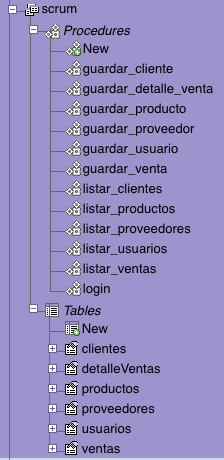 scrum
Procedures
New
guardar_cliente
guardar_detalle_venta
guardar_producto
guardar_proveedor
guardar_usuario
guardar_venta
listar_clientes
listar_productos
listar_proveedores
listar_usuarios
listar_ventas
login
Tables
New
clientes
detalleVentas
productos
proveedores
usuarios
ventas